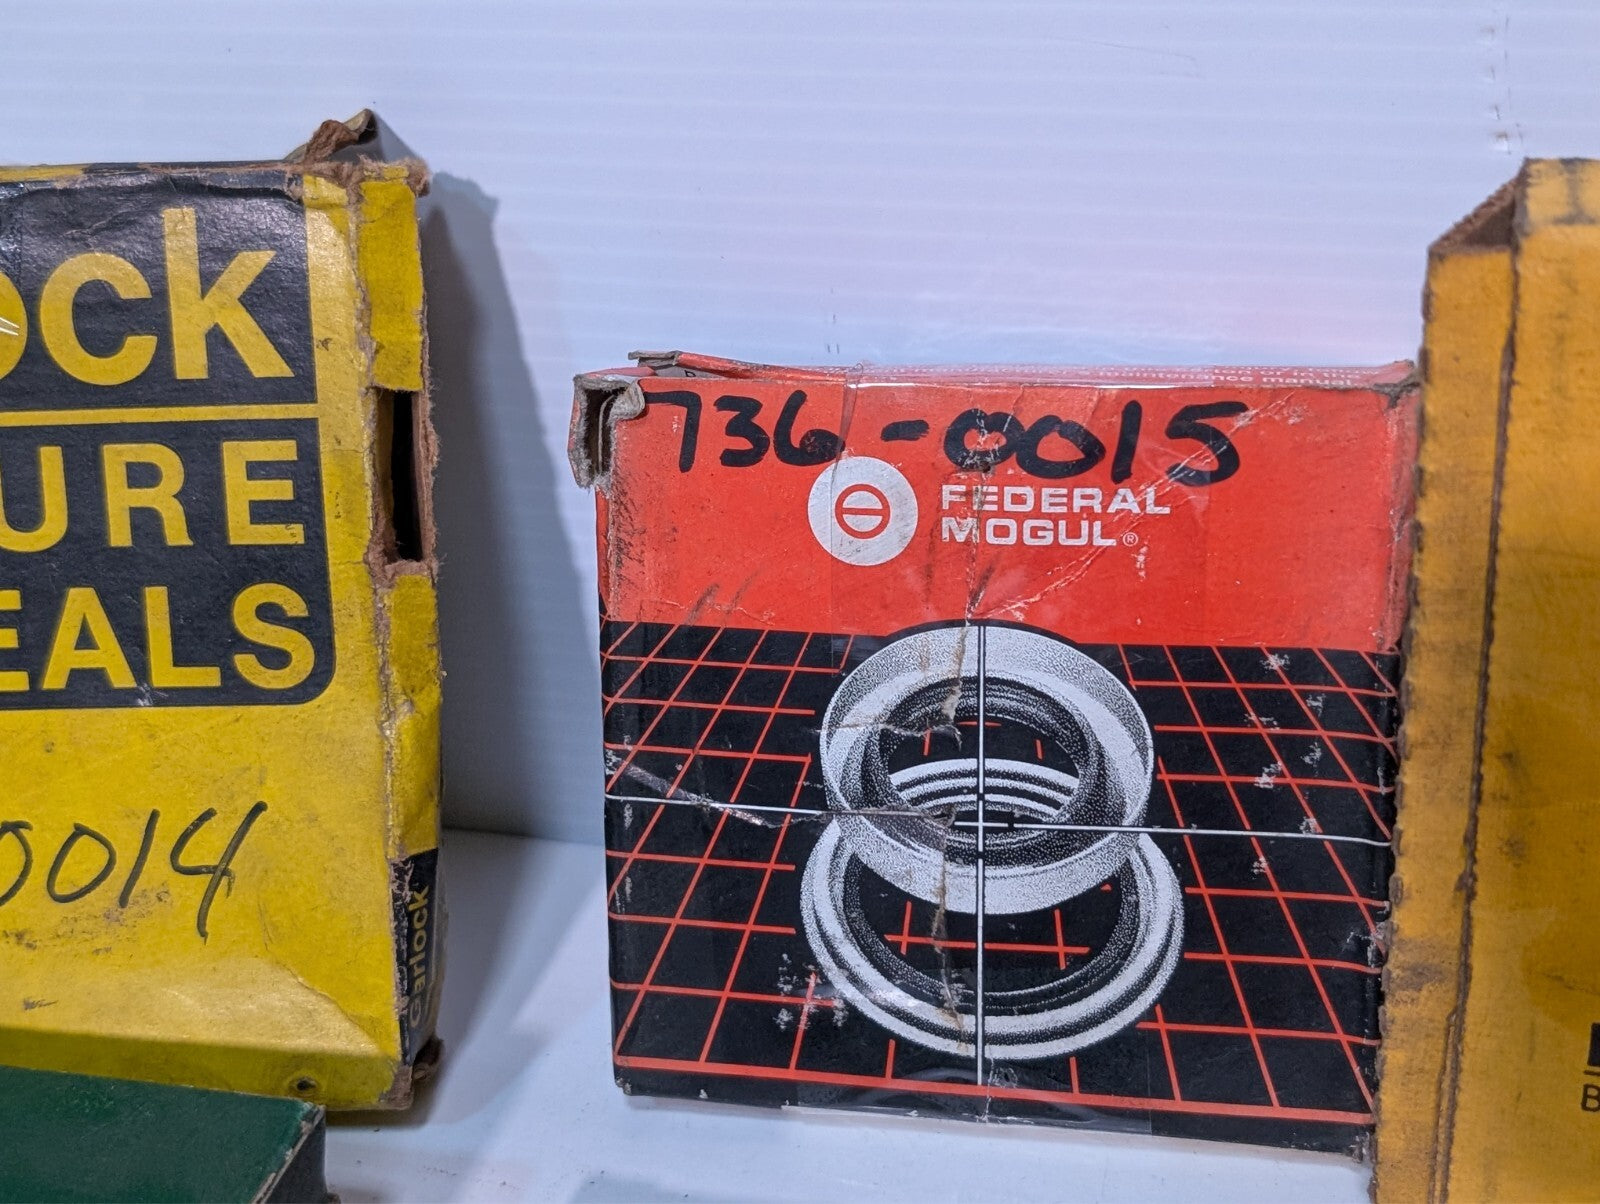 ock
URE
EALS
0014
Garlock
736-0015
FEDERAL
MOGUL®
B